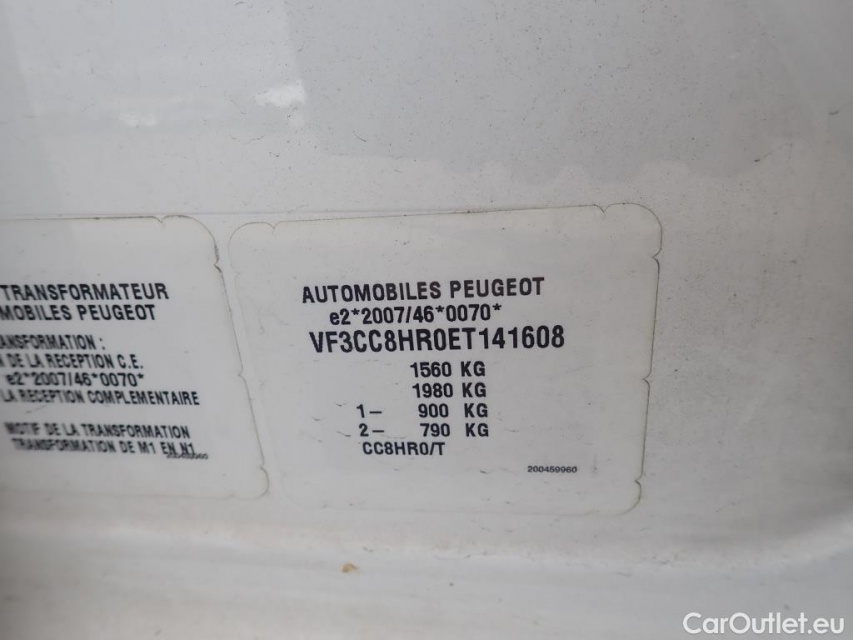 TRANSFORMATEUR
MOBILES PEUGEOT
ANSFORMATION :
N DE LA RECEPTION C.E.
e2*2007/46*0070*
LA RECEPTION COMPLEMENTAIRE
MOTIF DE LA TRANSFORMATION
TRANSFORMATION DE M1 EN N1
AUTOMOBILES PEUGEOT
e2*2007/46*0070*
VF3CC8HR0ET141608
1560 KG
1980 KG
1- 900 KG
2- 790 KG
CC8HR0/T
200459960
CarOutlet.eu